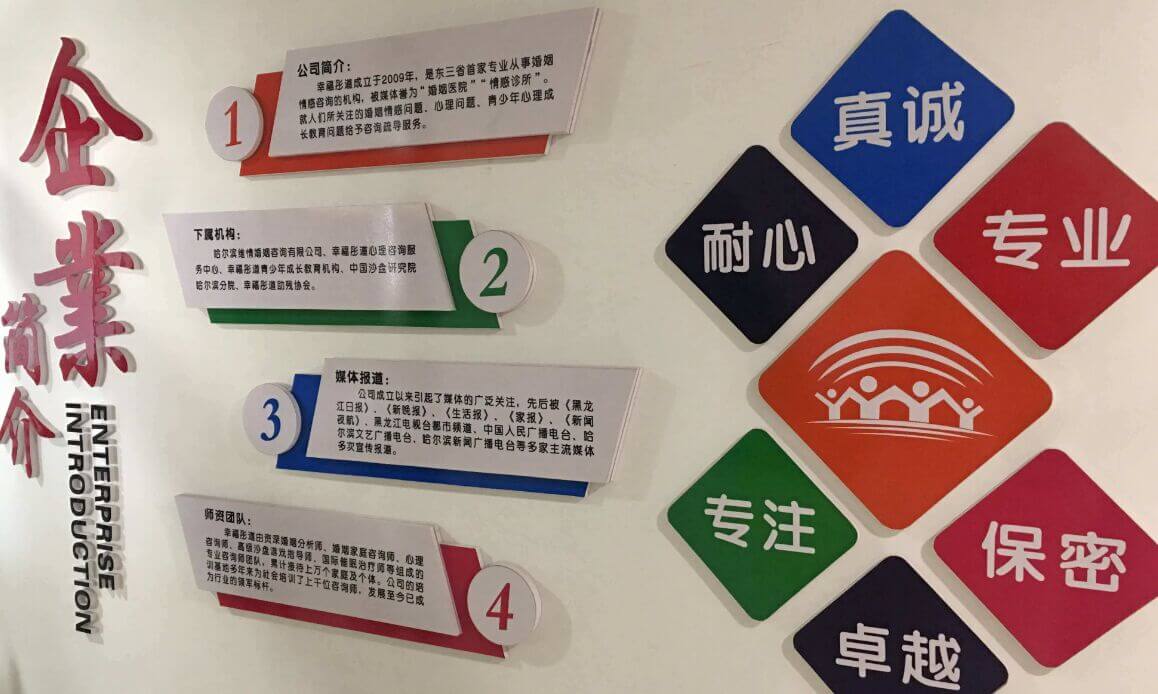 企業
简介
ENTERPRISE
INTRODUCTION
1
公司简介：
幸福彤道成立于2009年，是东三省首家专业从事婚姻
情感咨询的机构，被媒体誉为“婚姻医院”“情感诊所”。
就人们所关注的婚姻情感问题、心理问题、青少年心理成
长教育问题给予咨询疏导服务。
下属机构：
哈尔滨维情婚姻咨询有限公司、幸福彤道心理咨询服
务中心、幸福彤道青少年成长教育机构、中国沙盘研究院
哈尔滨分院、幸福彤道助残协会。
2
3
媒体报道：
公司成立以来引起了媒体的广泛关注，先后被《黑龙
江日报》、《新晚报》、《生活报》、《家报》、《新闻
夜航》、黑龙江电视台都市频道、中国人民广播电台、哈
尔滨文艺广播电台、哈尔滨新闻广播电台等多家主流媒体
多次宣传报道。
师资团队：
幸福彤道由资深婚姻分析师、婚姻家庭咨询师、心理
咨询师、高级沙盘游戏指导师、国际催眠治疗师等组成的
专业咨询师团队，累计接待上万个家庭及个体。公司的培
训基地多年来为社会培训了上千位咨询师，发展至今已成
为行业的领军标杆。
4
真诚
耐心
专业
专注
保密
卓越